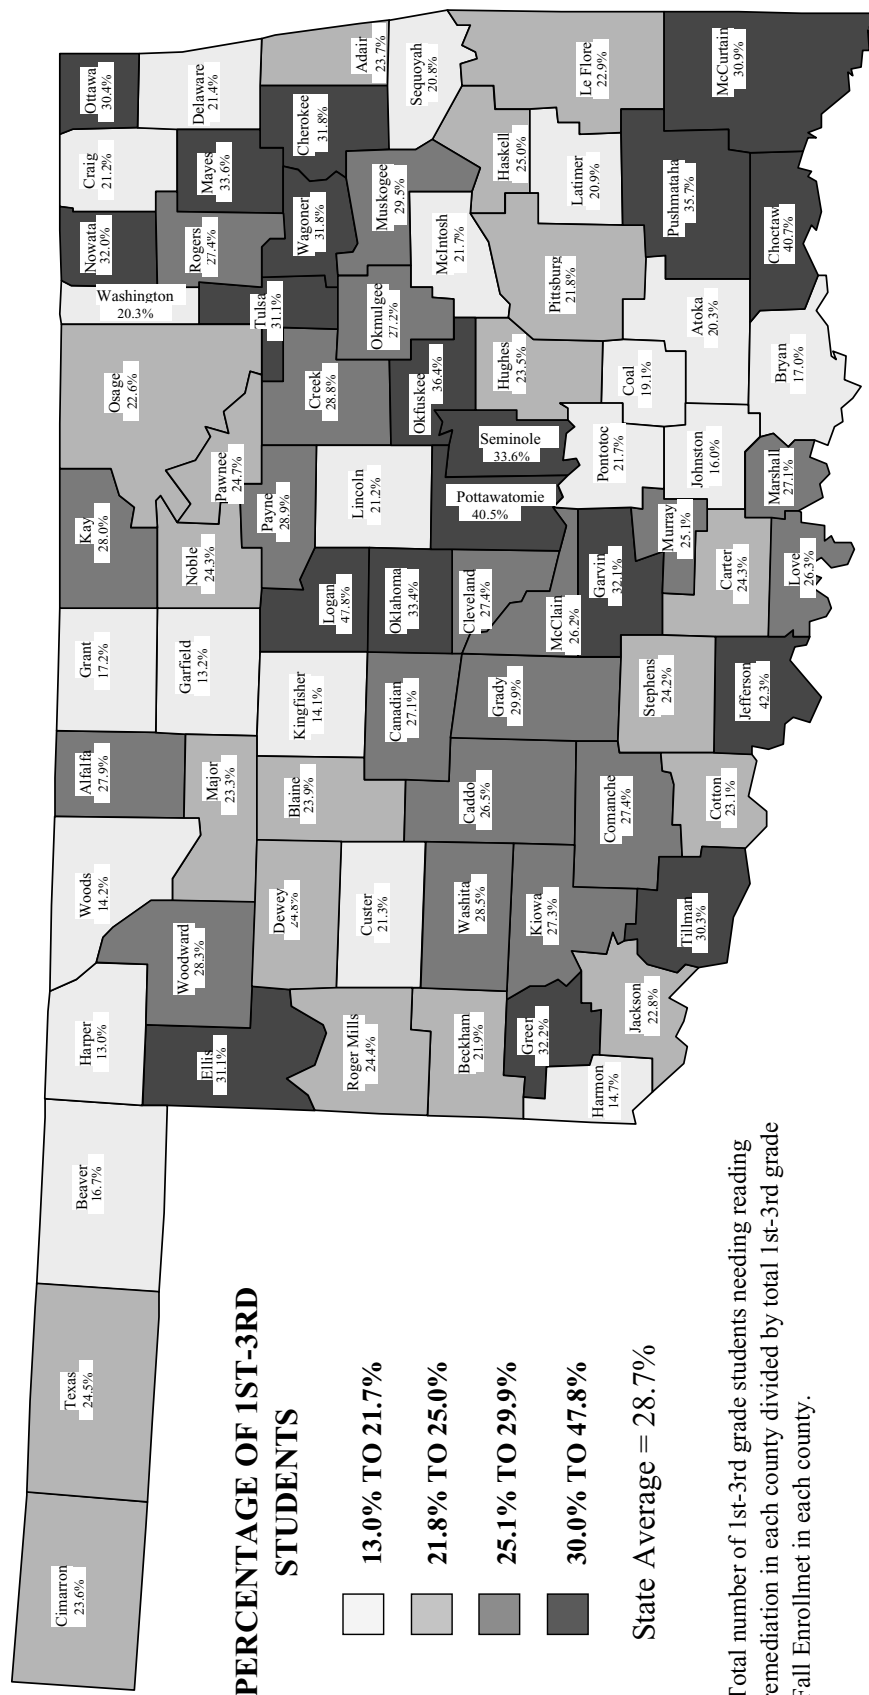 Cimarron
23.6%
Texas
24.5%
Beaver
16.7%
Harper
13.0%
Woods
14.2%
Alfalfa
27.9%
Grant
17.2%
Kay
28.0%
Osage
22.6%
Washington
20.3%
Nowata
32.0%
Craig
21.2%
Ottawa
30.4%
Ellis
31.1%
Woodward
28.3%
Major
23.3%
Garfield
13.2%
Noble
24.3%
Pawnee
24.7%
Rogers
27.4%
Mayes
33.6%
Delaware
21.4%
Roger Mills
24.4%
Dewey
24.8%
Blaine
23.9%
Kingfisher
14.1%
Logan
47.8%
Payne
28.9%
Creek
28.8%
Tulsa
31.1%
Wagoner
31.8%
Cherokee
31.8%
Adair
23.7%
Beckham
21.9%
Custer
21.3%
Canadian
27.1%
Oklahoma
33.4%
Lincoln
21.2%
Okfuskee
36.4%
Okmulgee
27.2%
Muskogee
29.5%
Sequoyah
20.8%
Greer
32.2%
Washita
28.5%
Caddo
26.5%
Grady
29.9%
Cleveland
27.4%
Pottawatomie
40.5%
Seminole
33.6%
Hughes
23.5%
McIntosh
21.7%
Haskell
25.0%
Harmon
14.7%
Jackson
22.8%
Kiowa
27.3%
Comanche
27.4%
McClain
26.2%
Garvin
32.1%
Pontotoc
21.7%
Coal
19.1%
Pittsburg
21.8%
Latimer
20.9%
Le Flore
22.9%
Tillman
30.3%
Cotton
23.1%
Stephens
24.2%
Murray
25.1%
Johnston
16.0%
Atoka
20.3%
Pushmataha
35.7%
McCurtain
30.9%
Jefferson
42.3%
Carter
24.3%
Love
26.3%
Marshall
27.1%
Bryan
17.0%
Choctaw
40.7%
PERCENTAGE OF 1ST-3RD
STUDENTS
13.0% TO 21.7%
21.8% TO 25.0%
25.1% TO 29.9%
30.0% TO 47.8%
State Average = 28.7%
Total number of 1st-3rd grade students needing reading
remediation in each county divided by total 1st-3rd grade
Fall Enrollmet in each county.